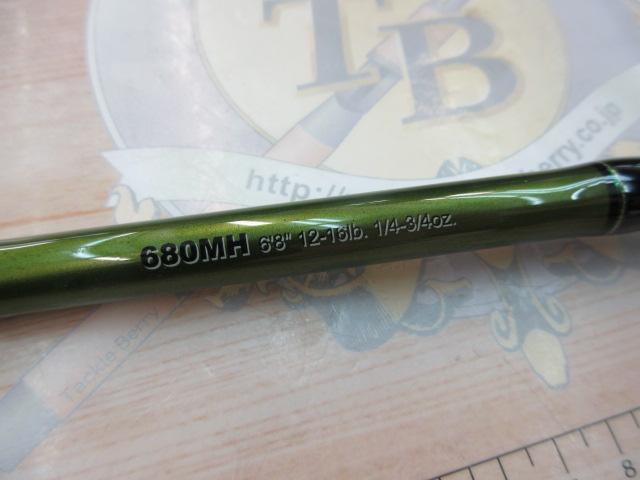 TB
http://
berry.co.jp
680MH 6'8" 12-16lb. 1/4-3/4oz.
Tackle Berry
8